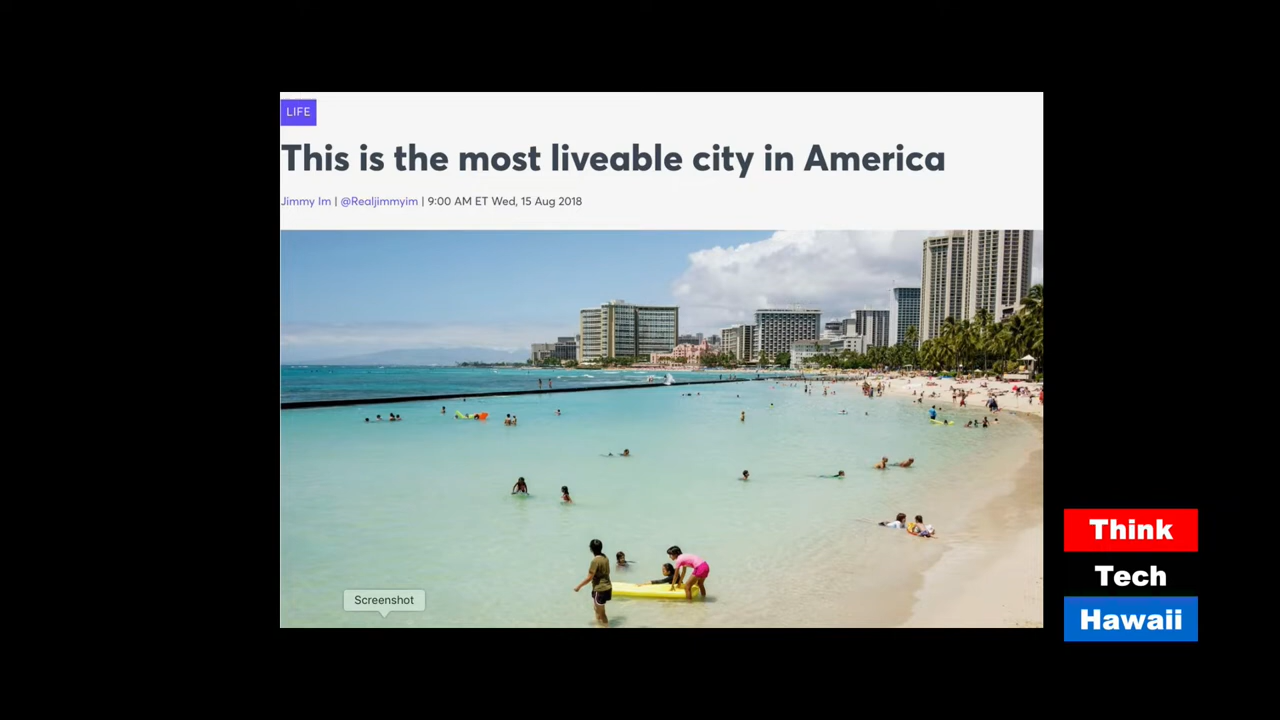 LIFE
This is the most liveable city in America
Jimmy Im | @Realjimmyim | 9:00 AM ET Wed, 15 Aug 2018
Screenshot
Think
Tech
Hawaii